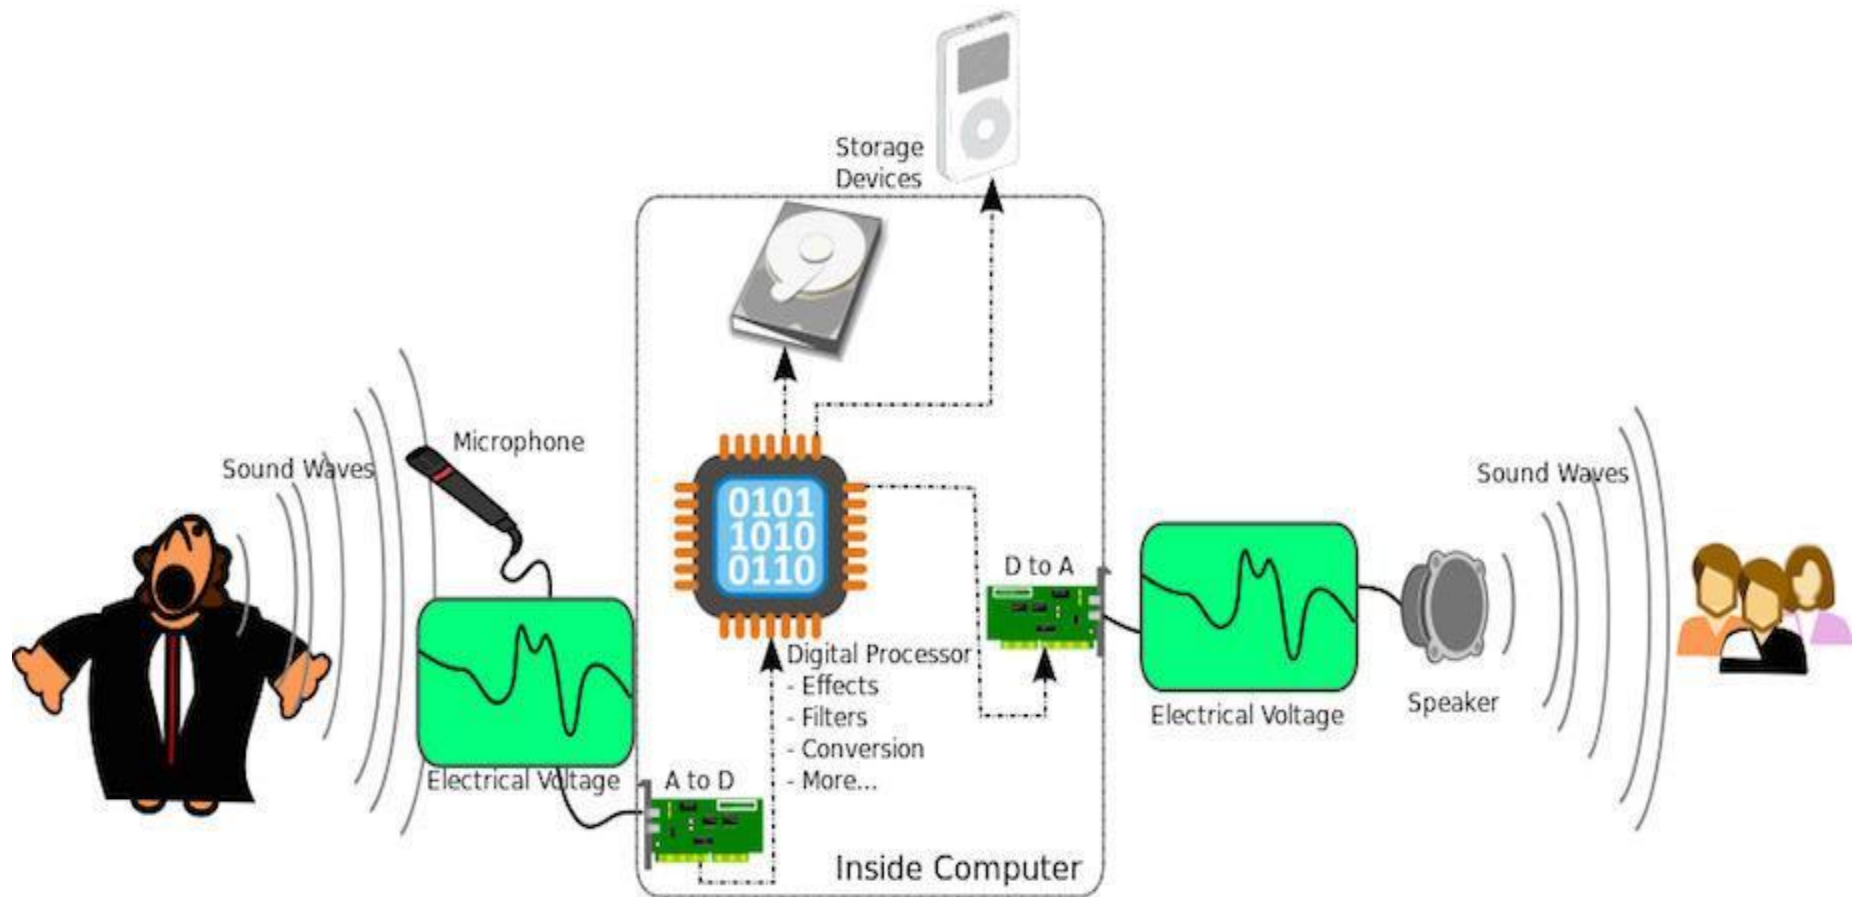 Storage
Devices
Microphone
Sound Waves
Electrical Voltage
A to D
0101
1010
0110
Digital Processor
- Effects
- Filters
- Conversion
- More...
Inside Computer
D to A
Electrical Voltage
Speaker
Sound Waves